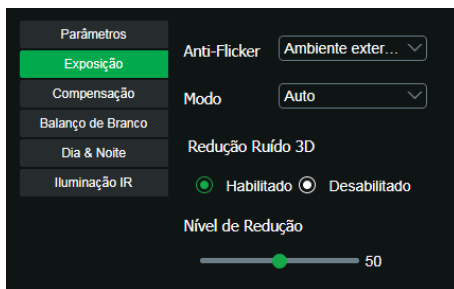 Parâmetros
Exposição
Compensação
Balanço de Branco
Dia & Noite
Iluminação IR
Anti-Flicker Ambiente exter...
Modo Auto
Redução Ruído 3D
Habilitado Desabilitado
Nível de Redução
50